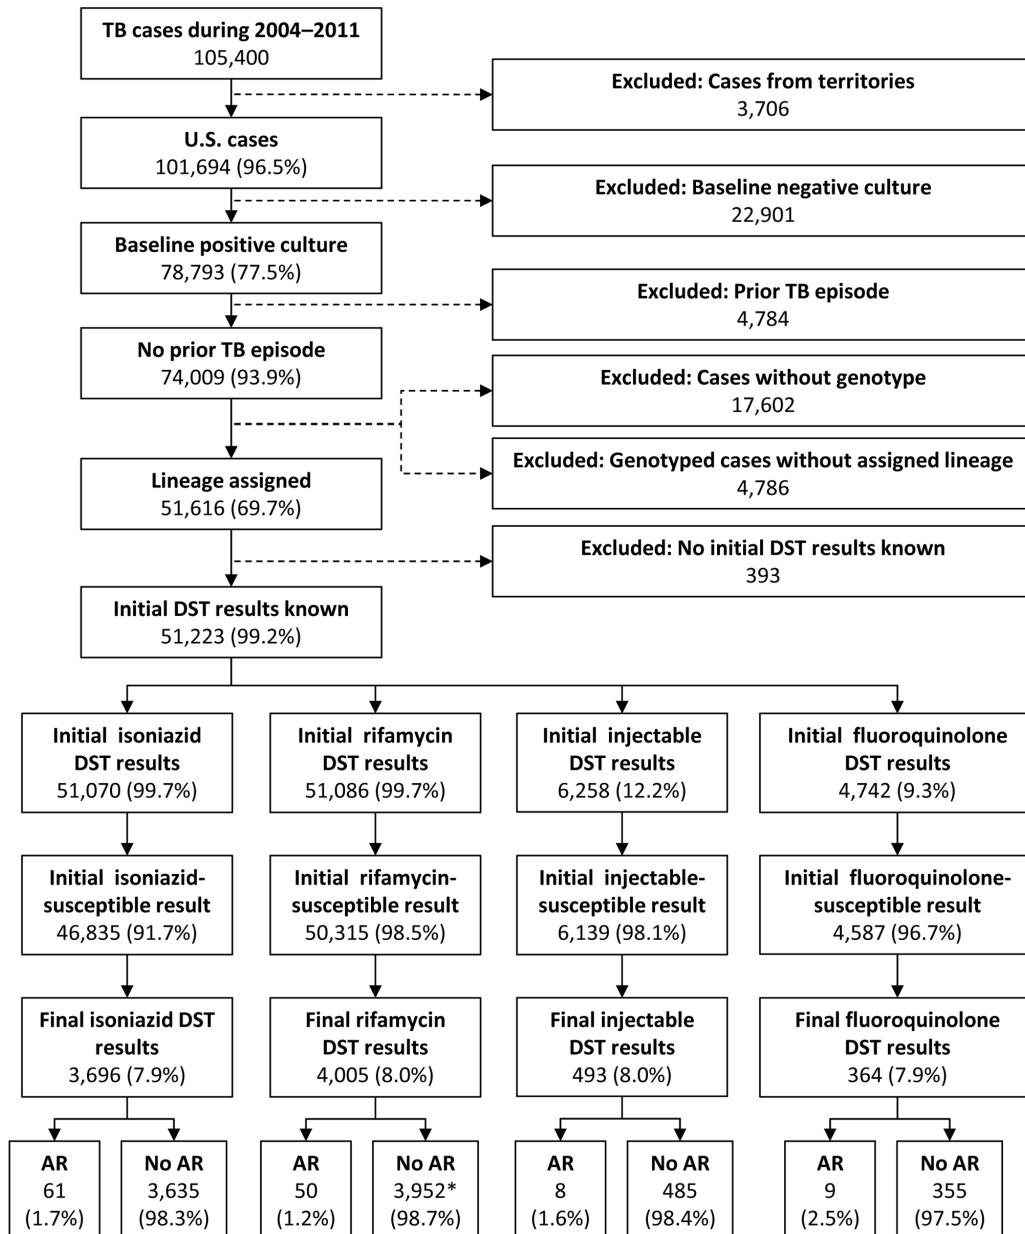 TB cases during 2004–2011
105,400
Excluded: Cases from territories
3,706
U.S. cases
101,694 (96.5%)
Excluded: Baseline negative culture
22,901
Baseline positive culture
78,793 (77.5%)
Excluded: Prior TB episode
4,784
No prior TB episode
74,009 (93.9%)
Excluded: Cases without genotype
17,602
Excluded: Genotyped cases without assigned lineage
4,786
Lineage assigned
51,616 (69.7%)
Excluded: No initial DST results known
393
Initial DST results known
51,223 (99.2%)
Initial isoniazid
DST results
51,070 (99.7%)
Initial rifamycin
DST results
51,086 (99.7%)
Initial injectable
DST results
6,258 (12.2%)
Initial fluoroquinolone
DST results
4,742 (9.3%)
Initial isoniazid-
susceptible result
46,835 (91.7%)
Initial rifamycin-
susceptible result
50,315 (98.5%)
Initial injectable-
susceptible result
6,139 (98.1%)
Initial fluoroquinolone-
susceptible result
4,587 (96.7%)
Final isoniazid DST
results
3,696 (7.9%)
Final rifamycin
DST results
4,005 (8.0%)
Final injectable
DST results
493 (8.0%)
Final fluoroquinolone
DST results
364 (7.9%)
AR
61
(1.7%)
No AR
3,635
(98.3%)
AR
50
(1.2%)
No AR
3,952*
(98.7%)
AR
8
(1.6%)
No AR
485
(98.4%)
AR
9
(2.5%)
No AR
355
(97.5%)